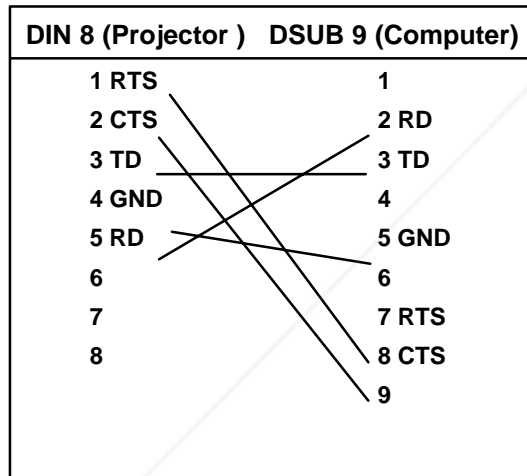 DIN 8 (Projector ) DSUB 9 (Computer)
1 RTS 1
2 CTS 2 RD
3 TD 3 TD
4 GND 4
5 RD 5 GND
6 6
7 7 RTS
8 8 CTS
9